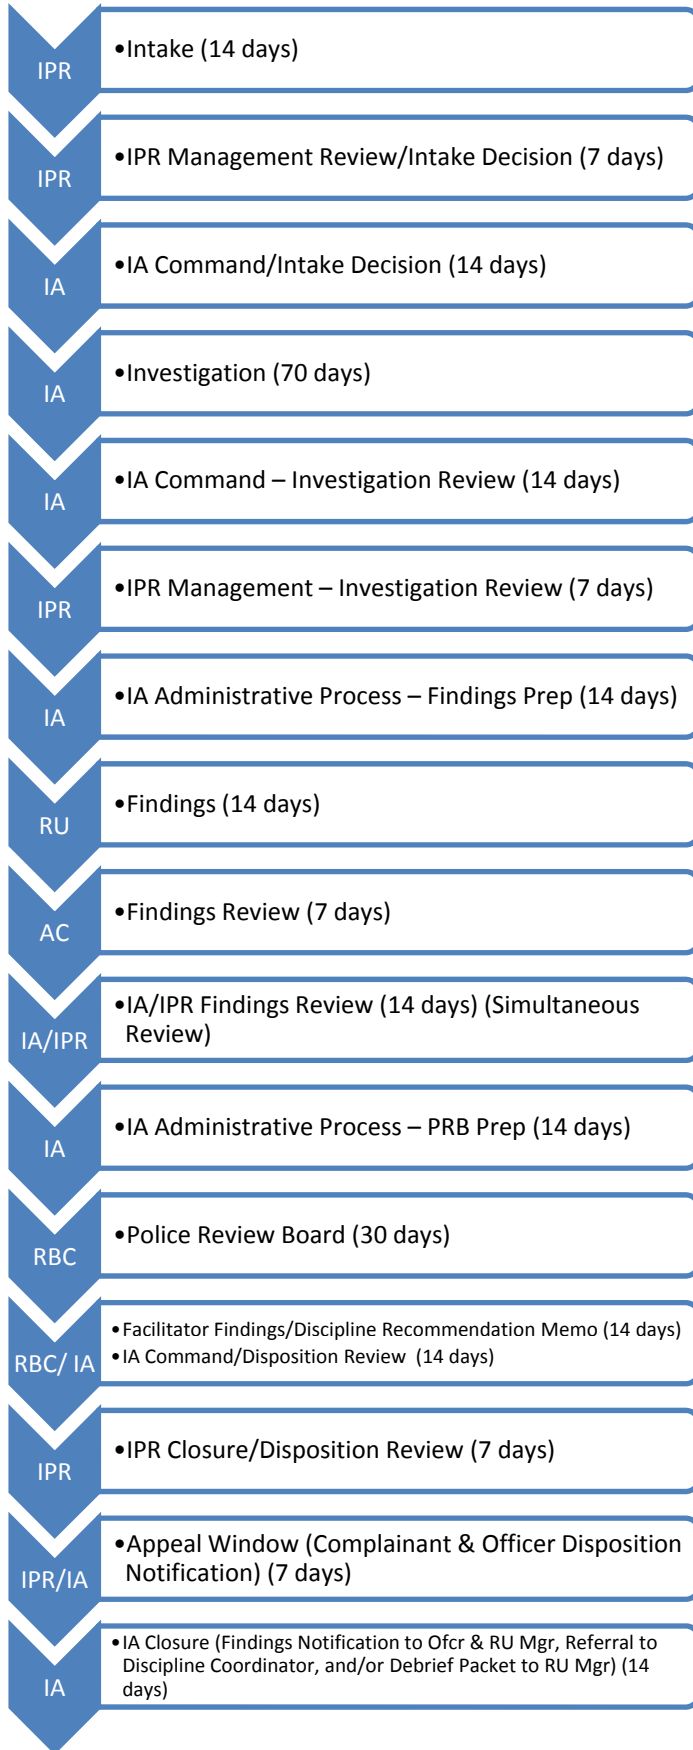 IPR
•Intake (14 days)
IPR
•IPR Management Review/Intake Decision (7 days)
IA
•IA Command/Intake Decision (14 days)
IA
•Investigation (70 days)
IA
•IA Command – Investigation Review (14 days)
IPR
•IPR Management – Investigation Review (7 days)
IA
•IA Administrative Process – Findings Prep (14 days)
RU
•Findings (14 days)
AC
•Findings Review (7 days)
IA/IPR
•IA/IPR Findings Review (14 days) (Simultaneous
Review)
IA
•IA Administrative Process – PRB Prep (14 days)
RBC
•Police Review Board (30 days)
RBC/ IA
•Facilitator Findings/Discipline Recommendation Memo (14 days)
•IA Command/Disposition Review (14 days)
IPR
•IPR Closure/Disposition Review (7 days)
IPR/IA
•Appeal Window (Complainant & Officer Disposition
Notification) (7 days)
IA
•IA Closure (Findings Notification to Ofcr & RU Mgr, Referral to
Discipline Coordinator, and/or Debrief Packet to RU Mgr) (14
days)